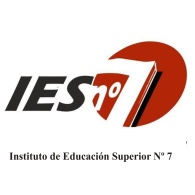 IES nº 7
Instituto de Educación Superior Nº 7